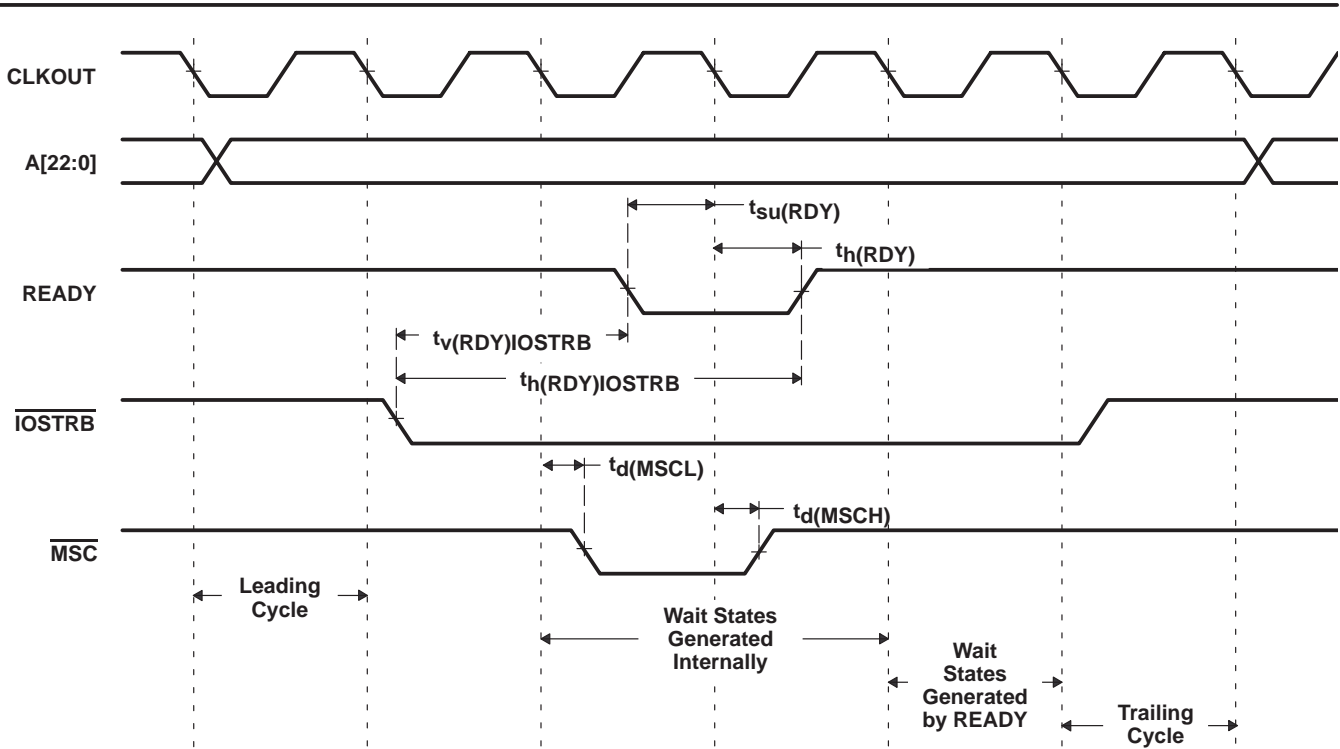 CLKOUT
A[22:0]
tsu(RDY)
th(RDY)
READY
tv(RDY)IOSTRB
th(RDY)IOSTRB
IOSTRB
td(MSCL)
td(MSCH)
MSC
Leading
Cycle
Wait States
Generated
Internally
Wait
States
Generated
by READY
Trailing
Cycle